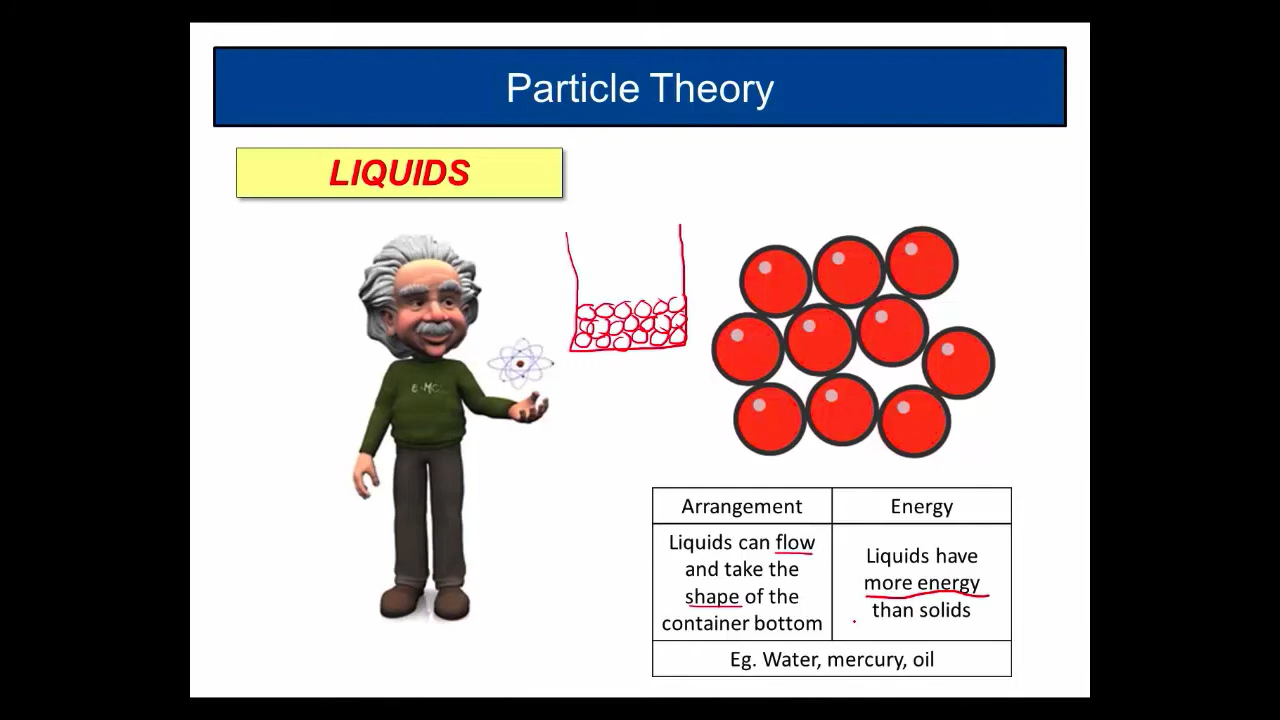 Particle Theory
LIQUIDS
Arrangement
Energy
Liquids can flow
and take the
shape of the
container bottom
Liquids have
more energy
than solids
Eg. Water, mercury, oil